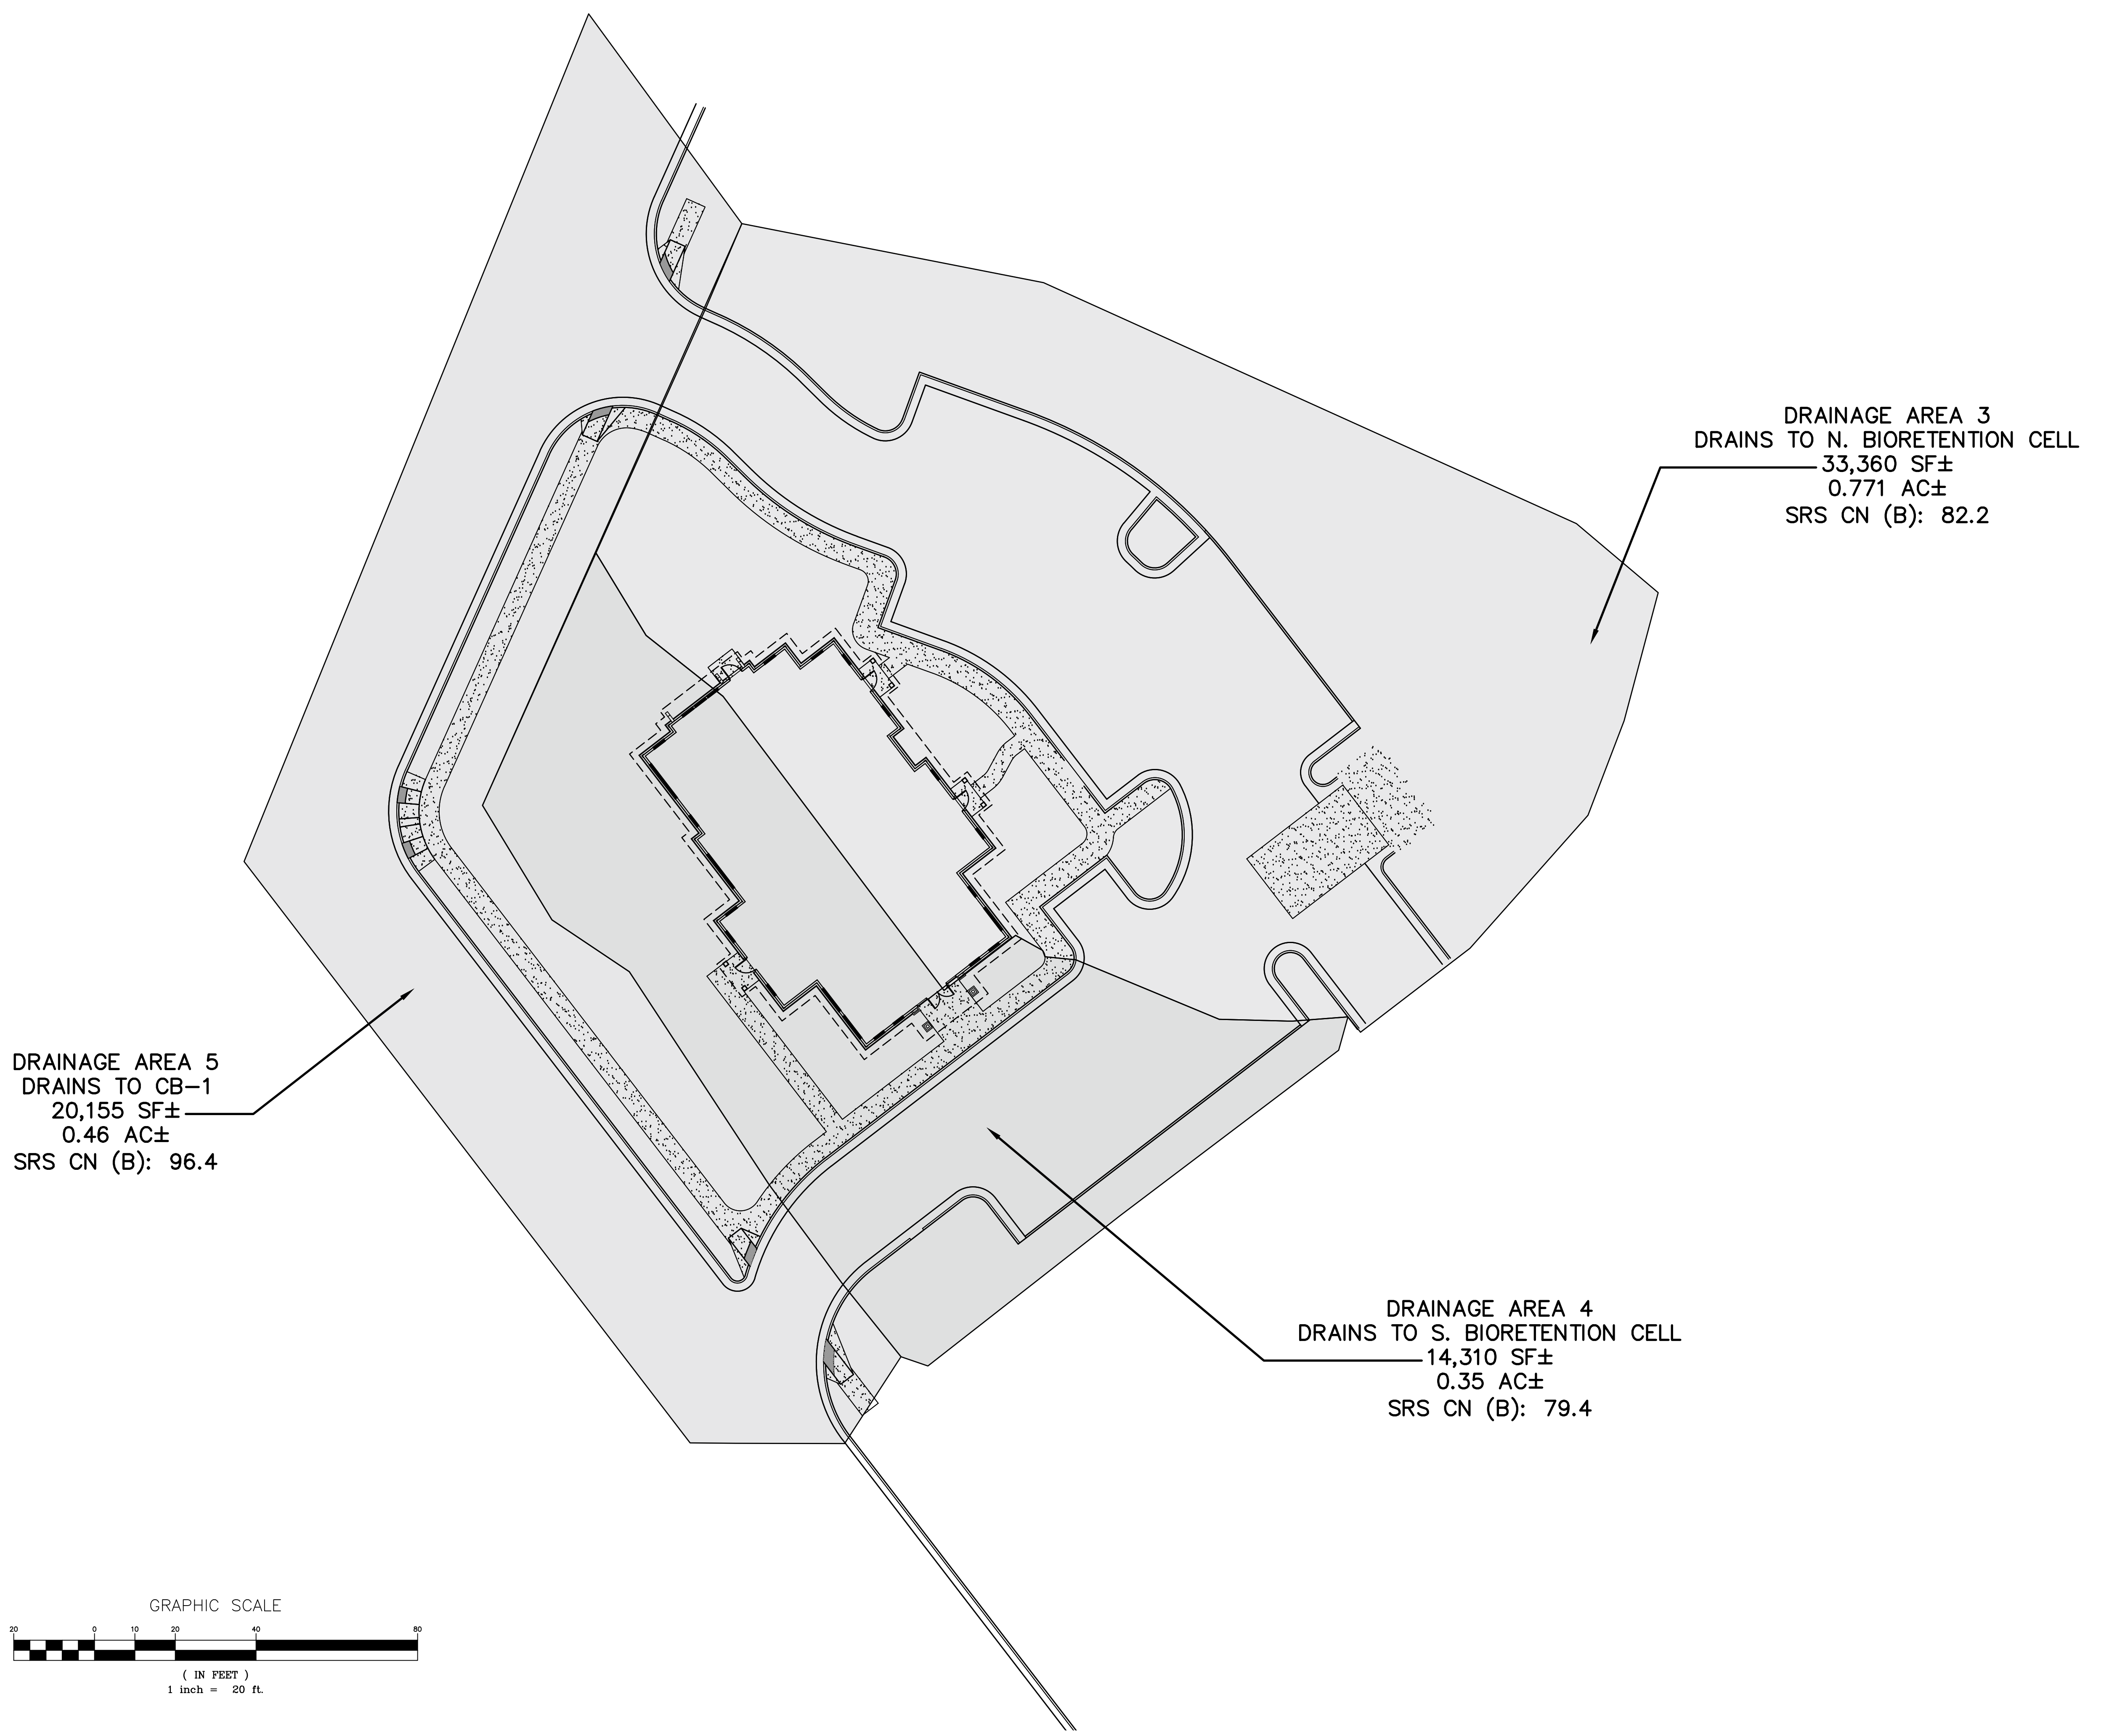 DRAINAGE AREA 3
DRAINS TO N. BIORETENTION CELL
33,360 SF±
0.771 AC±
SRS CN (B): 82.2
DRAINAGE AREA 5
DRAINS TO CB-1
20,155 SF±
0.46 AC±
SRS CN (B): 96.4
DRAINAGE AREA 4
DRAINS TO S. BIORETENTION CELL
14,310 SF±
0.35 AC±
SRS CN (B): 79.4
GRAPHIC SCALE
20 0 10 20 40 80
( IN FEET )
1 inch = 20 ft.